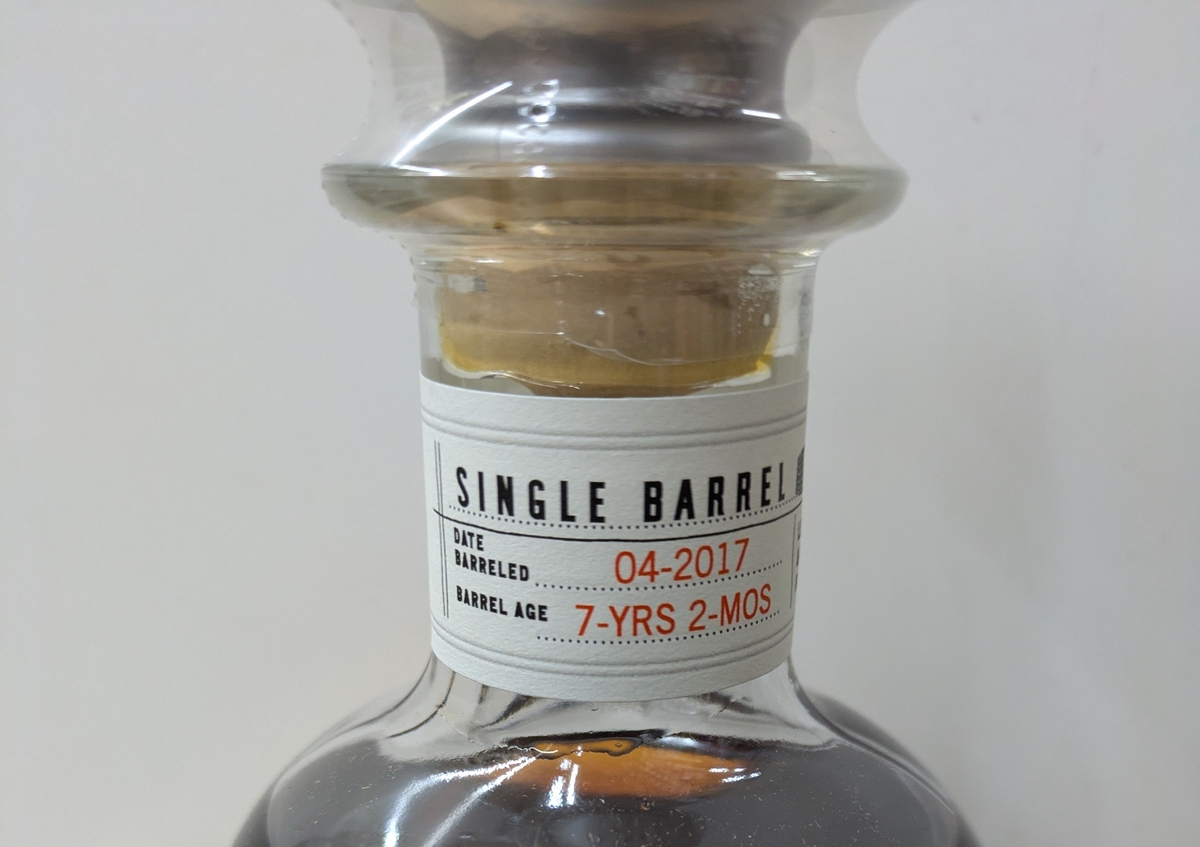 SINGLE BARREL
DATE
BARRELED 04-2017
BARREL AGE 7-YRS 2-MOS